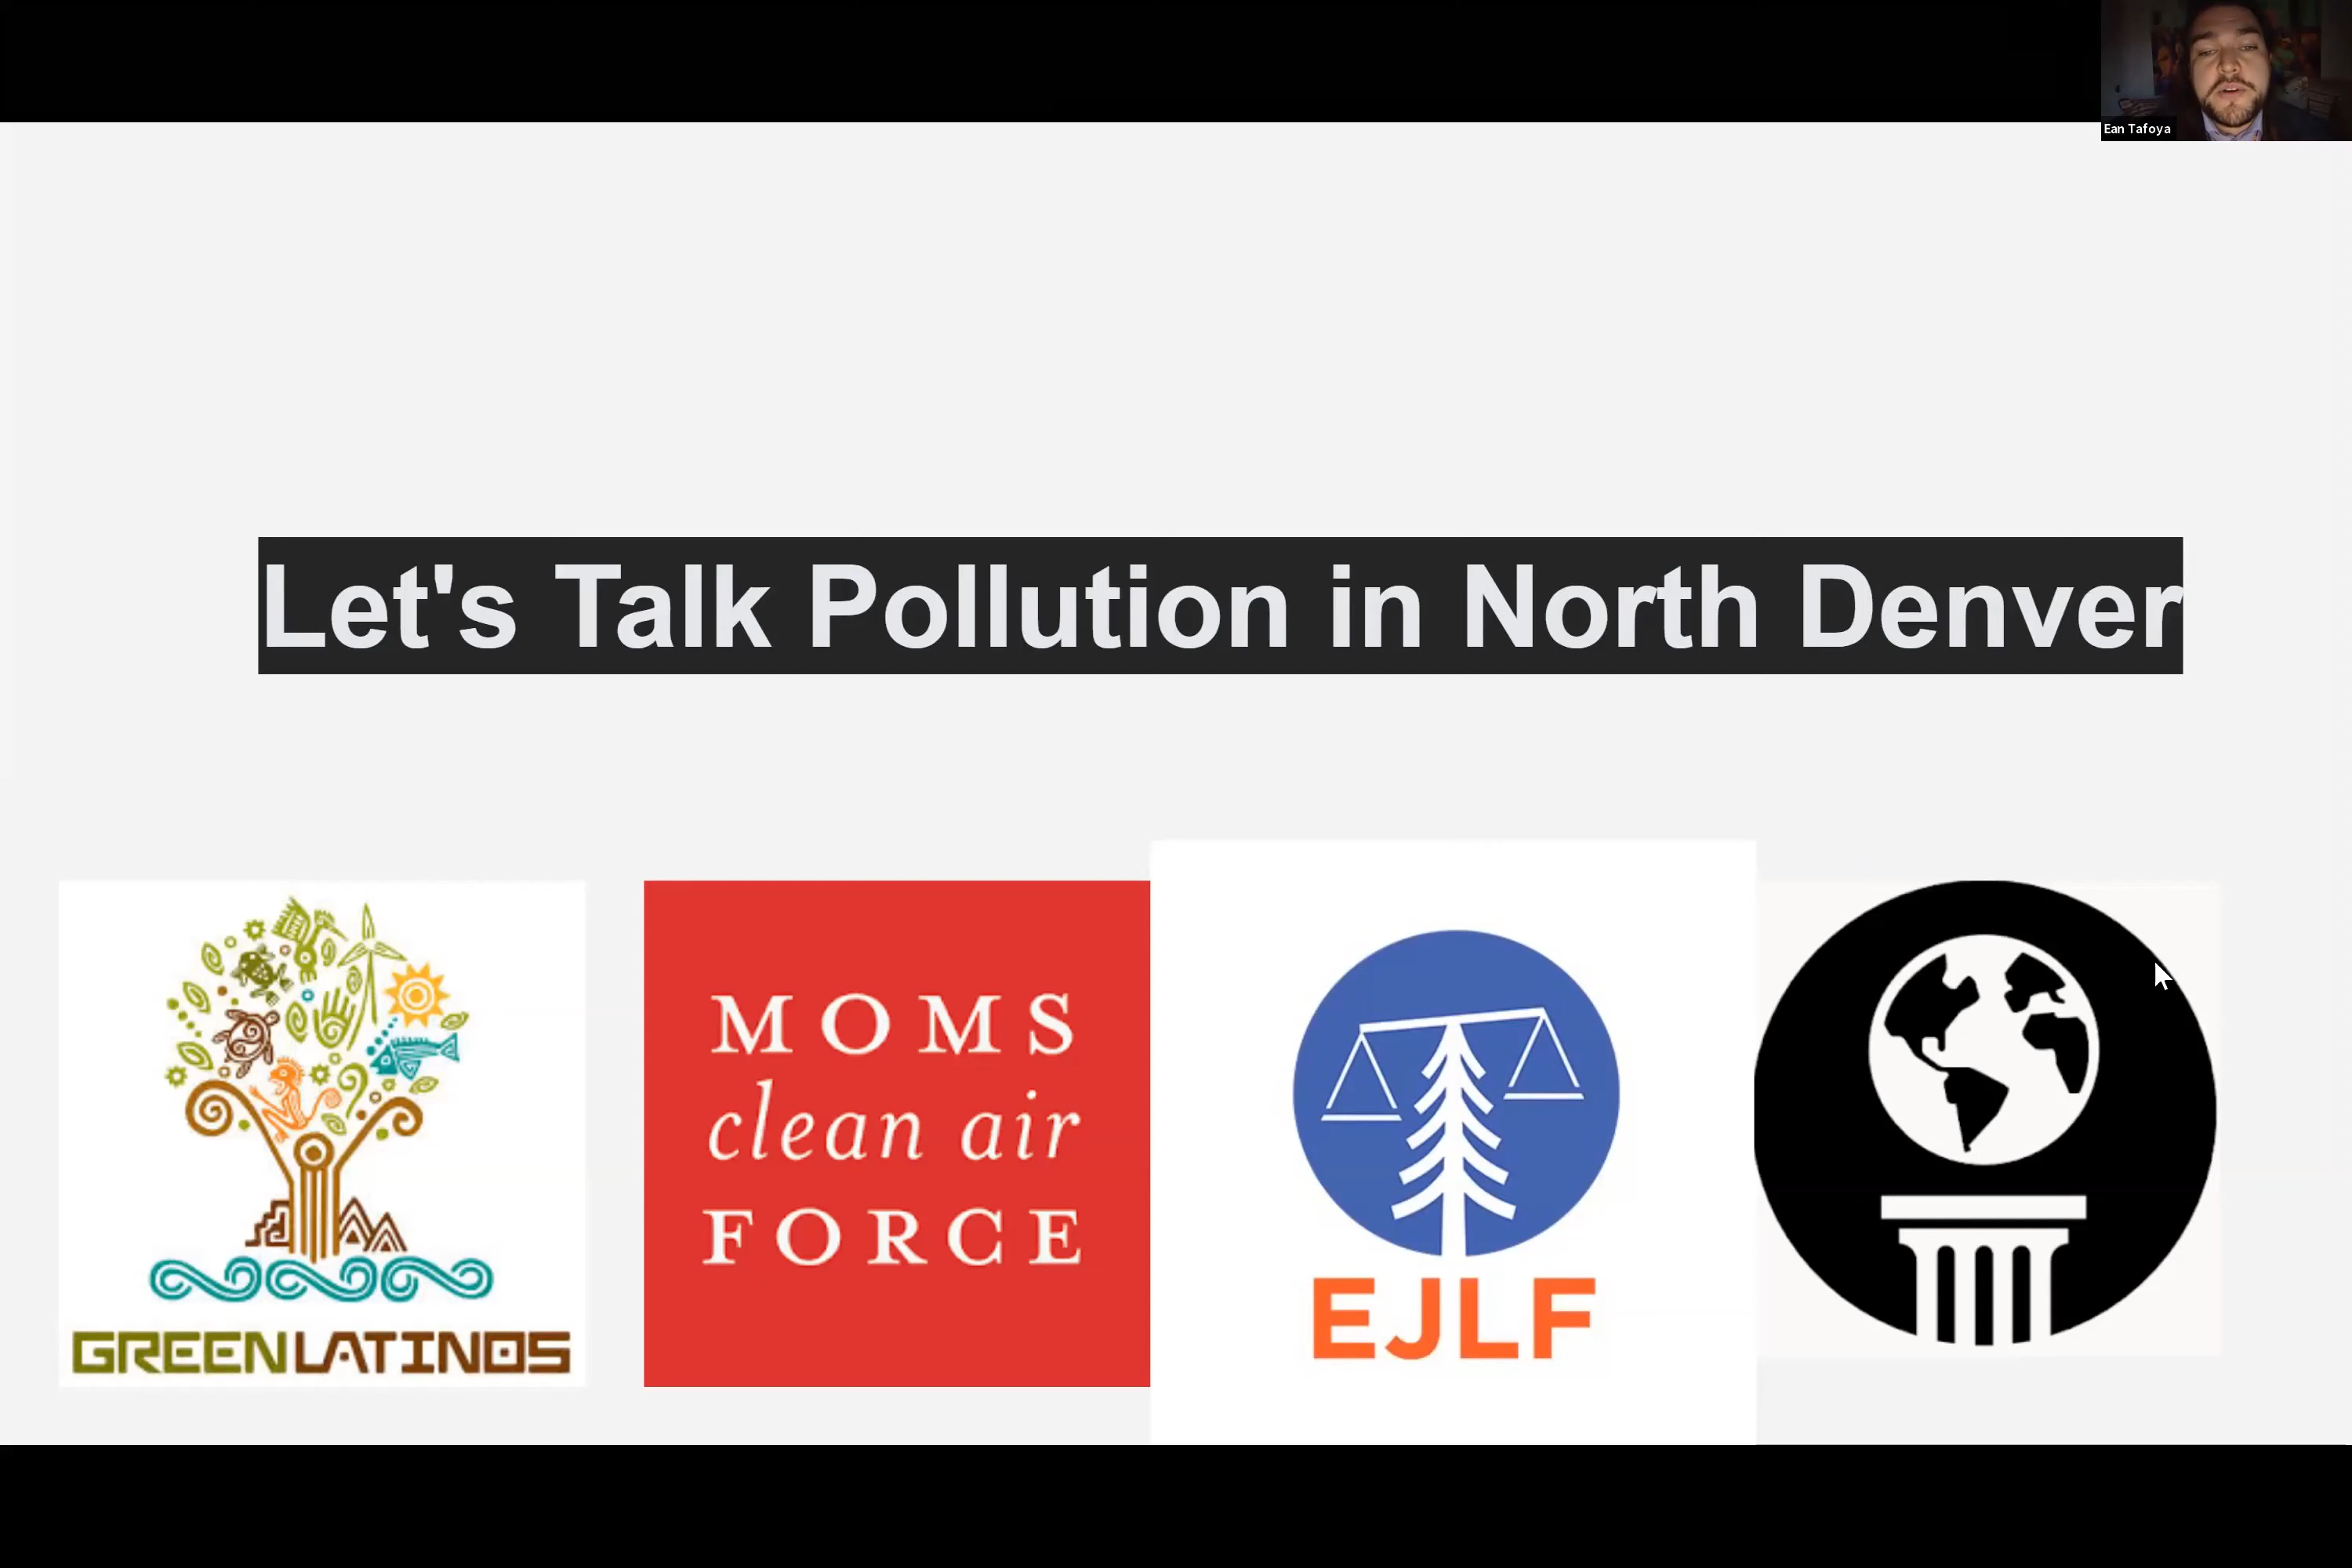 Ean Tafoya
Let's Talk Pollution in North Denver
MOMS
clean air
FORCE
EJLF
GREENLATINOS